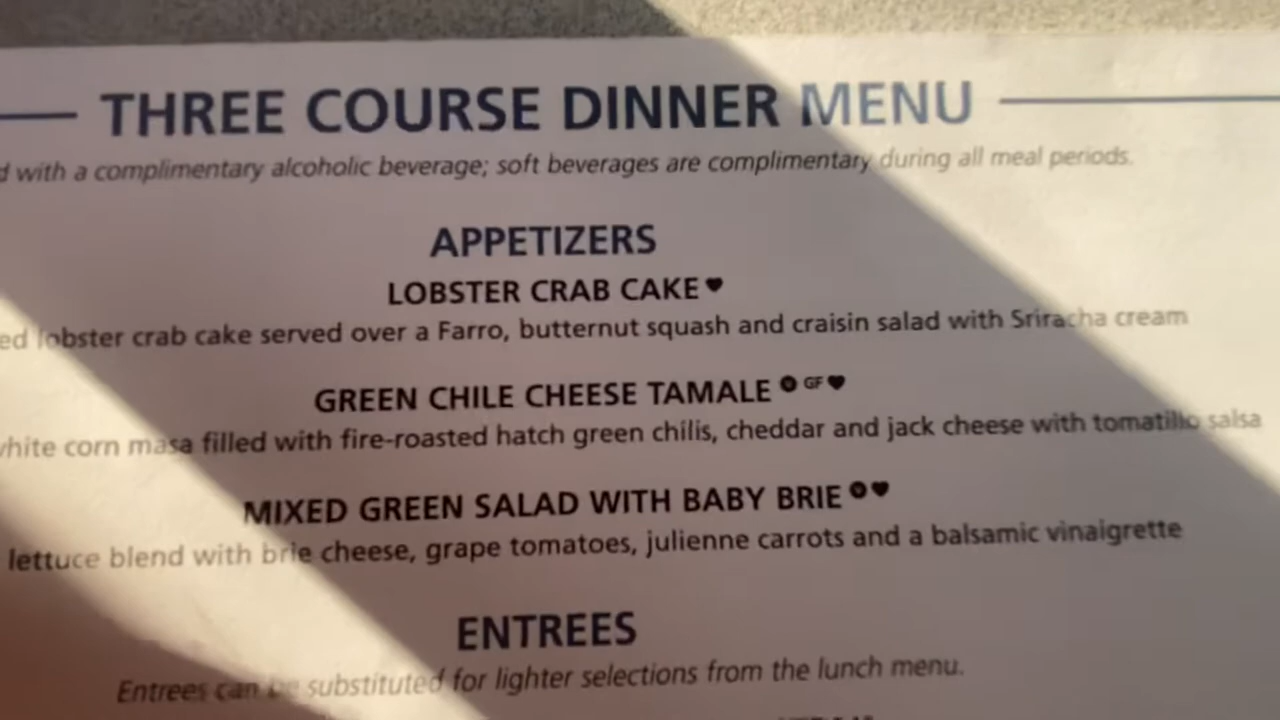 THREE COURSE DINNER MENU
with a complimentary alcoholic beverage; soft beverages are complimentary during all meal periods.
APPETIZERS
LOBSTER CRAB CAKE♥
lobster crab cake served over a Farro, butternut squash and craisin salad with Sriracha cream
GREEN CHILE CHEESE TAMALE GF♥
white corn masa filled with fire-roasted hatch green chilis, cheddar and jack cheese with tomatillo salsa
MIXED GREEN SALAD WITH BABY BRIE ♥
lettuce blend with brie cheese, grape tomatoes, julienne carrots and a balsamic vinaigrette
ENTREES
Entrees can be substituted for lighter selections from the lunch menu.